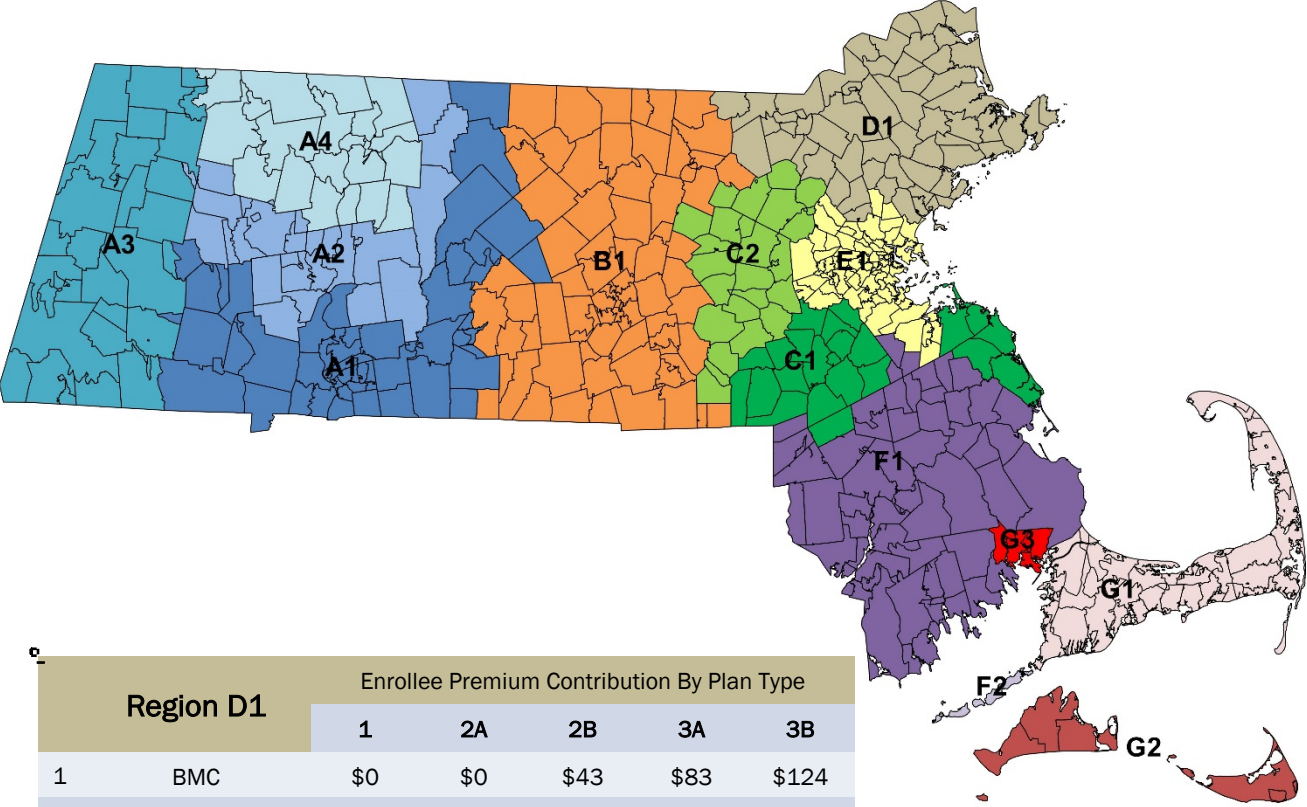 D1
A4
A3
A2
B1
C2
E1
A1
C1
F1
G3
G1
F2
G2
Region D1
Enrollee Premium Contribution By Plan Type
1 2A 2B 3A 3B
1 BMC $0 $0 $43 $83 $124